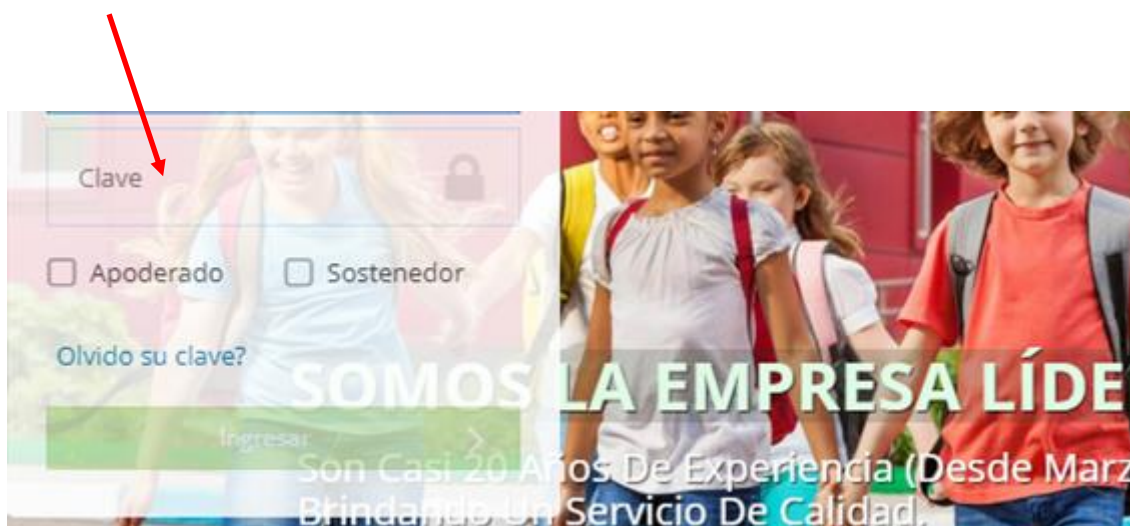 Clave
Apoderado Sostenedor
Olvido su clave?
SOMOS LA EMPRESA LÍDE
Ingresar
Son Casi 20 Años De Experiencia (Desde Marz
Brindando Un Servicio De Calidad.